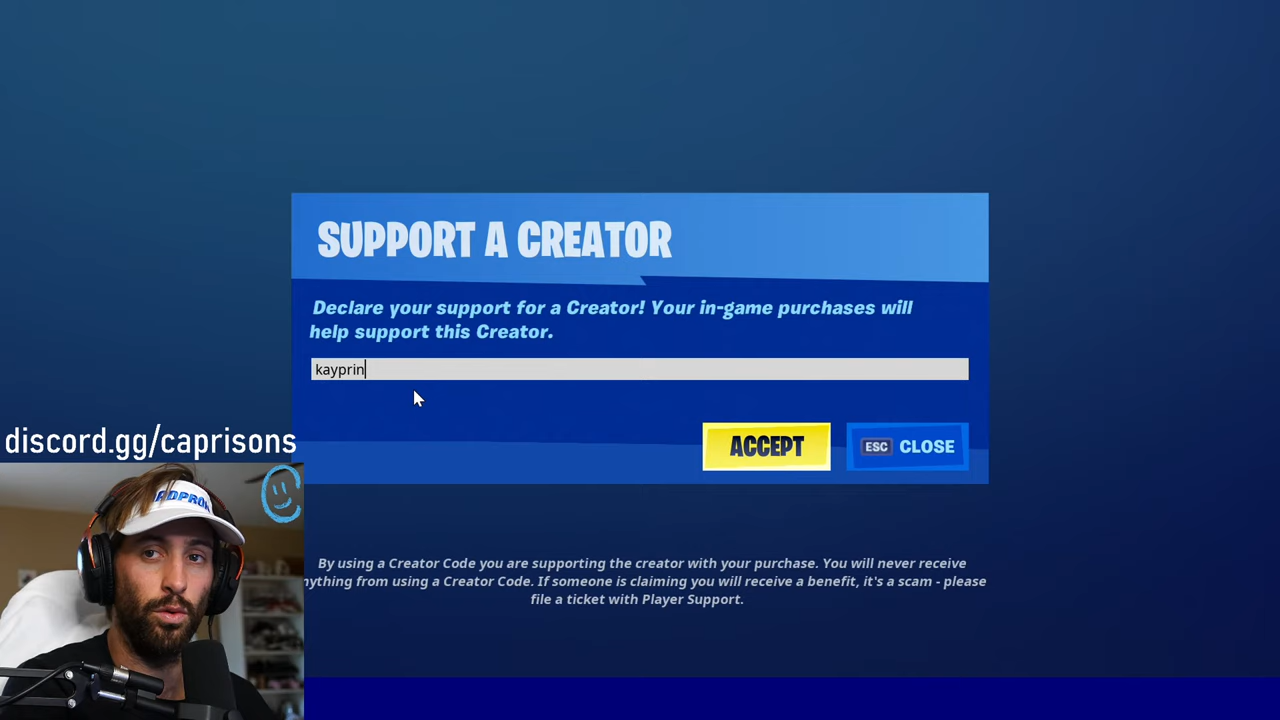 SUPPORT A CREATOR
Declare your support for a Creator! Your in-game purchases will
help support this Creator.
kayprin
ACCEPT
ESC CLOSE
discord.gg/caprisons
By using a Creator Code you are supporting the creator with your purchase. You will never receive
nything from using a Creator Code. If someone is claiming you will receive a benefit, it's a scam - please
file a ticket with Player Support.